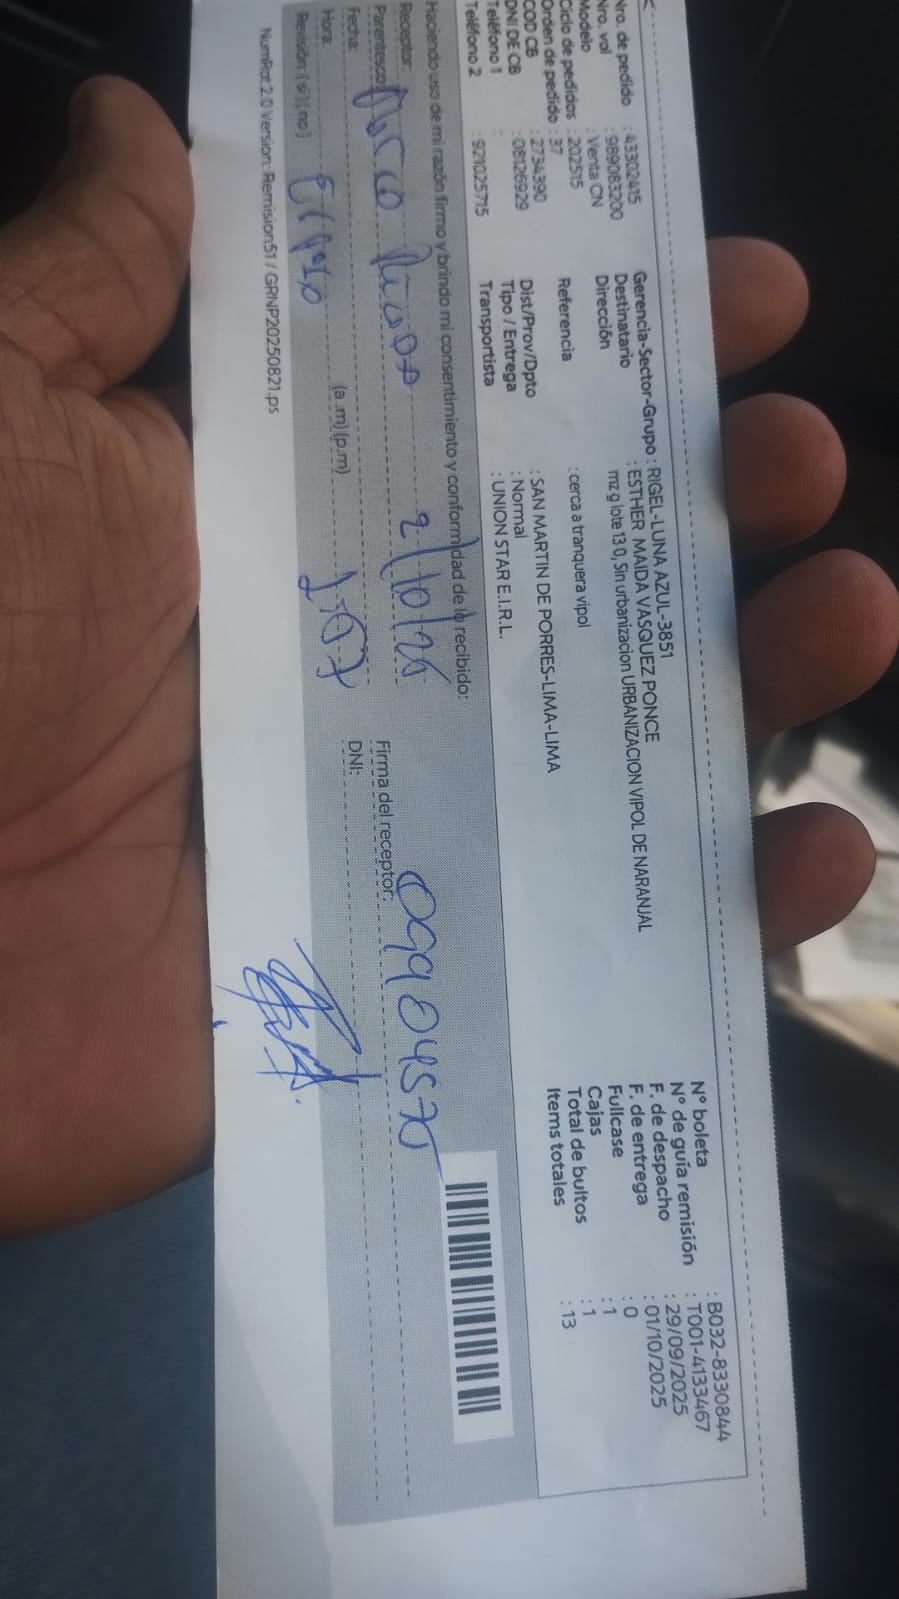 Nro. de pedido : 43302415
Nro. vol : 989083200
Modelo : Venta CN
Ciclo de pedidos : 202515
Orden de pedido : 37
COD CB : 2734390
DNI DE CB : 08126929
Teléfono 1 :
Teléfono 2 : 921025715
Gerencia-Sector-Grupo : RIGEL-LUNA AZUL-3851
Destinatario : ESTHER MAIDA VASQUEZ PONCE
Dirección mz g lote 13 0, Sin urbanizacion URBANIZACION VIPOL DE NARANJAL
Referencia : cerca a tranquera vipol
Dist/Prov/Dpto : SAN MARTIN DE PORRES-LIMA-LIMA
Tipo / Entrega : Normal
Transportista : UNION STAR E.I.R.L.
N° boleta : B032-8330844
N° de guía remisión : T001-4133467
F. de despacho : 29/09/2025
F. de entrega : 01/10/2025
Fullcase : 0
Cajas : 1
Total de bultos : 1
Items totales : 13
Haciendo uso de mi razón firmo y brindo mi consentimiento y conformidad de lo recibido:
Receptor:
Parentesco:
Fecha: 2/10/25
Hora: (a .m) (p.m) 1:07
Revisión: ( si ) ( no )
Firma del receptor:
DNI: 09904570
NumRat 2.0 Version: Remision51 / GRNP20250821.ps